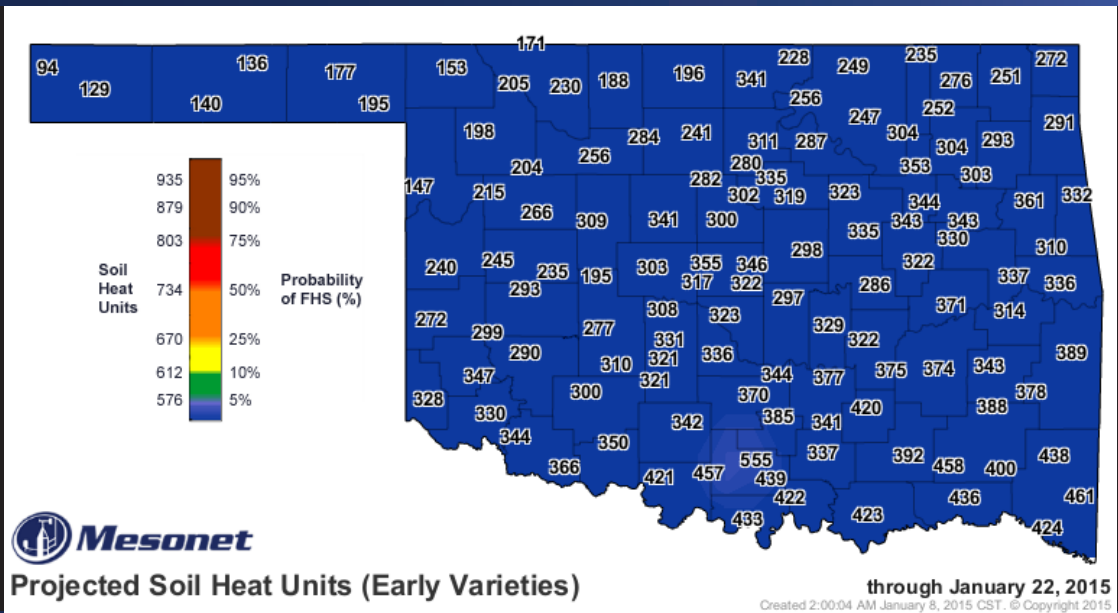 171
94 129 136 140 177 195 153 205 230 188 196 341 228 249 235 276 251 272
256 247 252 291
198 284 241 311 287 304 304 293
256 280 353 303
204 282 335
147 215 302 319 323 344 361 332
266 309 341 300 335 343 343 330
298 310
240 245 235 195 303 355 346 322
293 317 322 286 337 336
297 371 314
272 299 277 308 323 329
290 331 336 322 389
310 321 375 374 343
347 321 344 377
328 300 370 378
330 342 385 341 420 388
344 350 337
366 421 457 555 392 458 400 438
439
422 436 461
433 423 424
935 95%
879 90%
803 75%
Soil
Heat
Units
Probability
of FHS (%)
734 50%
670 25%
612 10%
576 5%
Mesonet
Projected Soil Heat Units (Early Varieties)
through January 22, 2015
Created 2:00:04 AM January 8, 2015 CST. © Copyright 2015